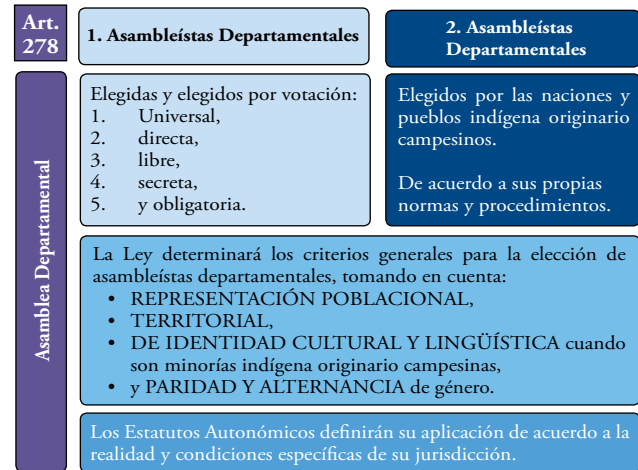 Art.
278
1. Asambleístas Departamentales
2. Asambleístas
Departamentales
Asamblea Departamental
Elegidas y elegidos por votación:
1. Universal,
2. directa,
3. libre,
4. secreta,
5. y obligatoria.
Elegidos por las naciones y
pueblos indígena originario
campesinos.
De acuerdo a sus propias
normas y procedimientos.
La Ley determinará los criterios generales para la elección de
asambleístas departamentales, tomando en cuenta:
• REPRESENTACIÓN POBLACIONAL,
• TERRITORIAL,
• DE IDENTIDAD CULTURAL Y LINGÜÍSTICA cuando
son minorías indígena originario campesinas,
• y PARIDAD Y ALTERNANCIA de género.
Los Estatutos Autonómicos definirán su aplicación de acuerdo a la
realidad y condiciones específicas de su jurisdicción.